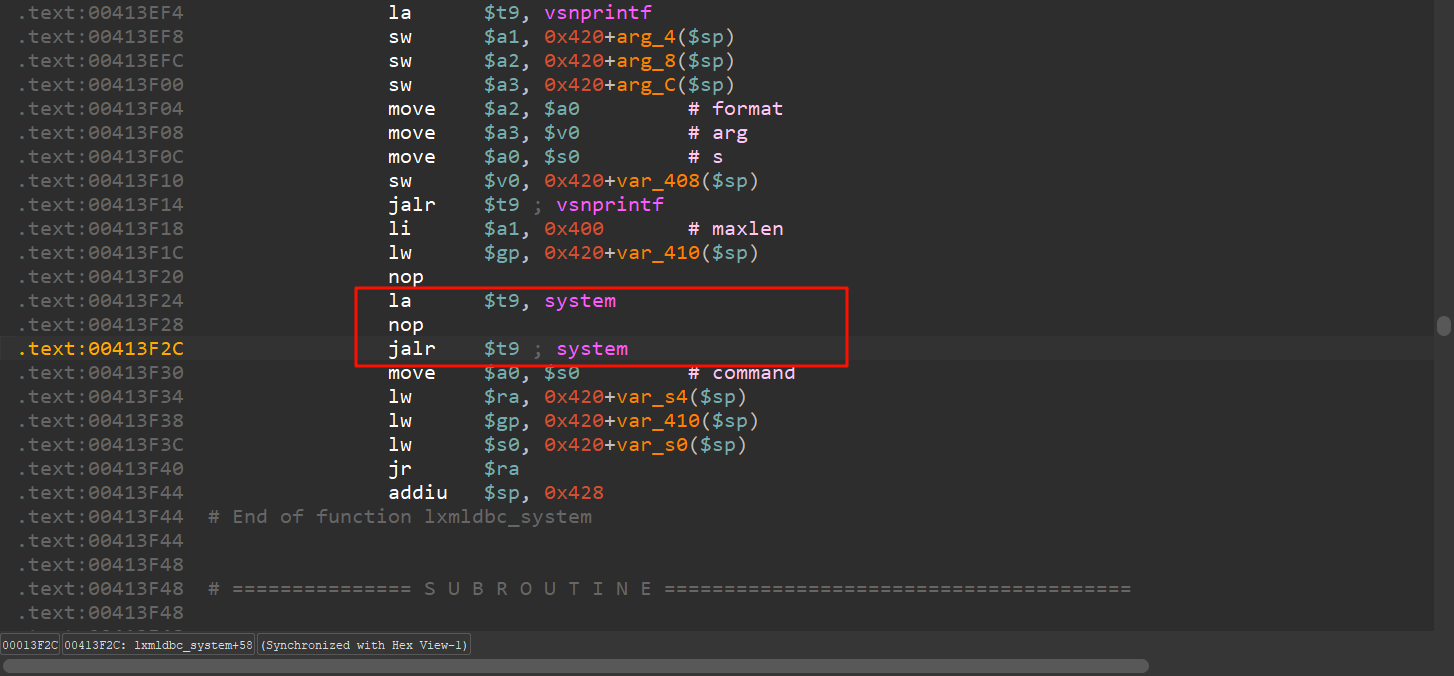 .text:00413EF4 la $t9, vsnprintf
.text:00413EF8 sw $a1, 0x420+arg_4($sp)
.text:00413EFC sw $a2, 0x420+arg_8($sp)
.text:00413F00 sw $a3, 0x420+arg_C($sp)
.text:00413F04 move $a2, $a0 # format
.text:00413F08 move $a3, $v0 # arg
.text:00413F0C move $a0, $s0 # s
.text:00413F10 sw $v0, 0x420+var_408($sp)
.text:00413F14 jalr $t9 ; vsnprintf
.text:00413F18 li $a1, 0x400 # maxlen
.text:00413F1C lw $gp, 0x420+var_410($sp)
.text:00413F20 nop
.text:00413F24 la $t9, system
.text:00413F28 nop
.text:00413F2C jalr $t9 ; system
.text:00413F30 move $a0, $s0 # command
.text:00413F34 lw $ra, 0x420+var_s4($sp)
.text:00413F38 lw $gp, 0x420+var_410($sp)
.text:00413F3C lw $s0, 0x420+var_s0($sp)
.text:00413F40 jr $ra
.text:00413F44 addiu $sp, 0x428
.text:00413F44 # End of function lxmldbc_system
.text:00413F44
.text:00413F48
.text:00413F48 # =============== S U B R O U T I N E =======================================
.text:00413F48
00013F2C 00413F2C: lxmldbc_system+58 (Synchronized with Hex View-1)